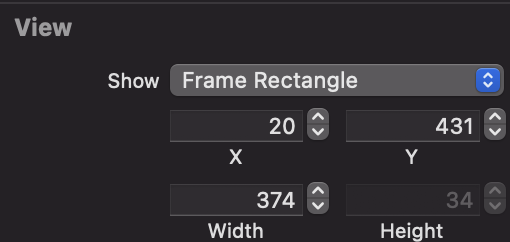 View
Show Frame Rectangle
20 431
X Y
374 34
Width Height